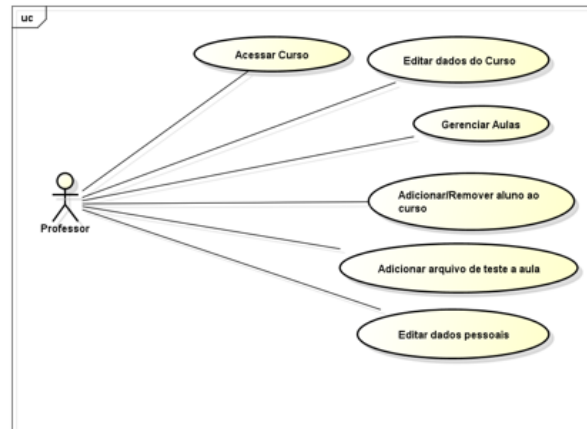 uc
Acessar Curso
Editar dados do Curso
Gerenciar Aulas
Professor
Adicionar/Remover aluno ao
curso
Adicionar arquivo de teste a aula
Editar dados pessoais